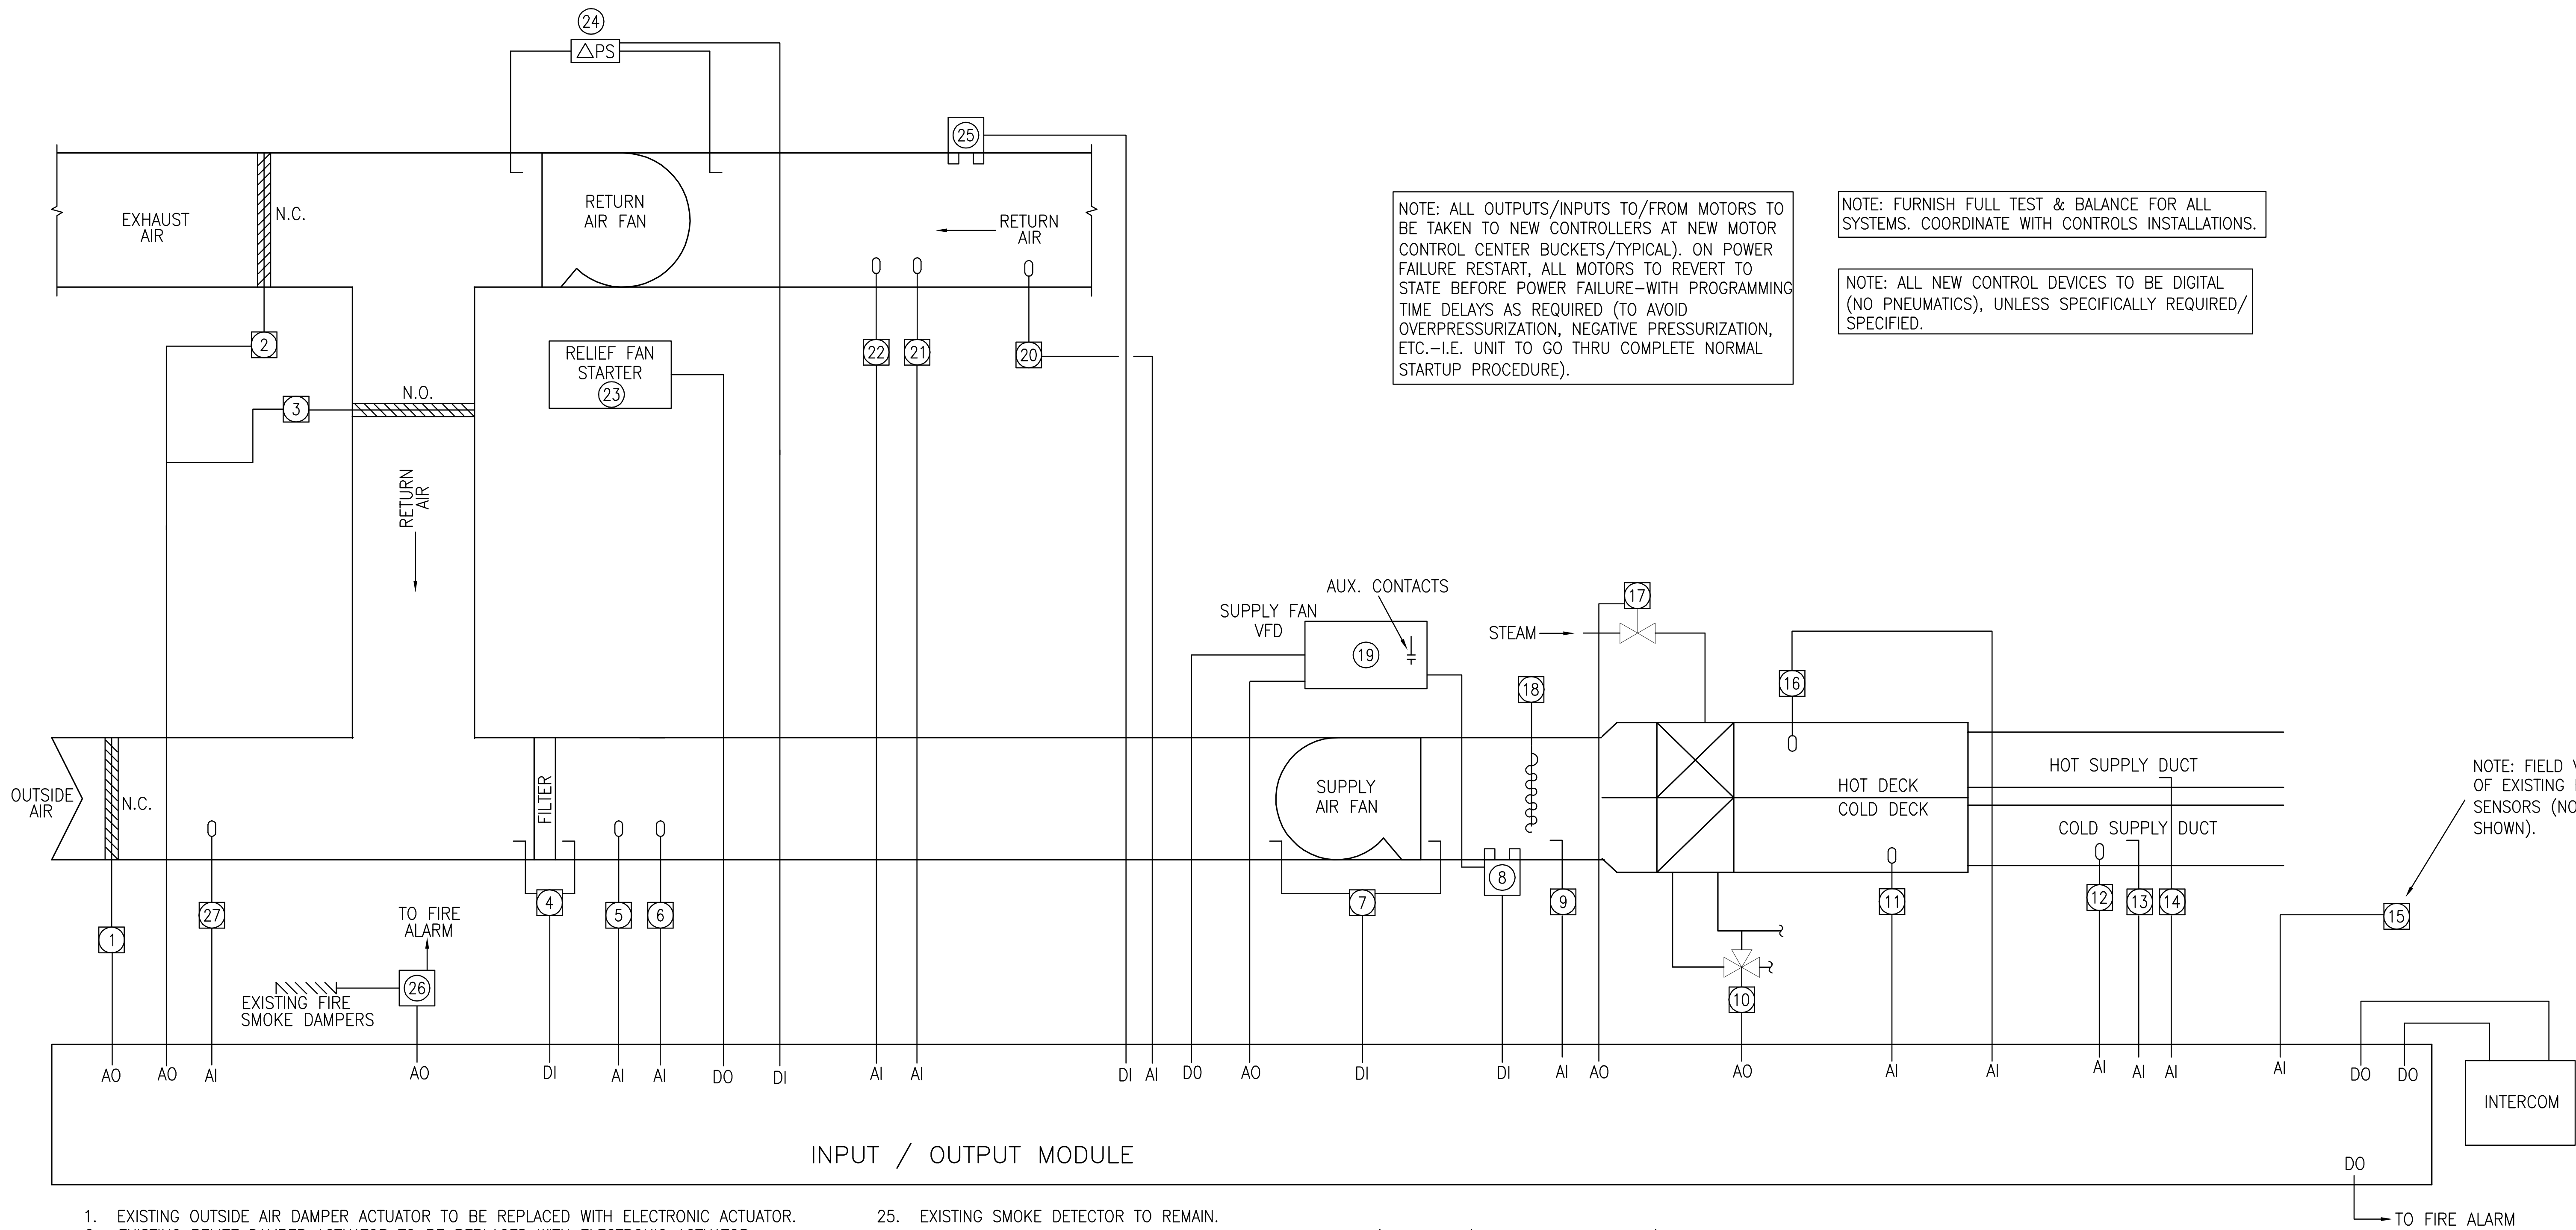 24
△PS
25
EXHAUST
AIR
N.C.
RETURN
AIR FAN
RETURN
AIR
NOTE: ALL OUTPUTS/INPUTS TO/FROM MOTORS TO
BE TAKEN TO NEW CONTROLLERS AT NEW MOTOR
CONTROL CENTER BUCKETS/TYPICAL). ON POWER
FAILURE RESTART, ALL MOTORS TO REVERT TO
STATE BEFORE POWER FAILURE–WITH PROGRAMMING
TIME DELAYS AS REQUIRED (TO AVOID
OVERPRESSURIZATION, NEGATIVE PRESSURIZATION,
ETC.–I.E. UNIT TO GO THRU COMPLETE NORMAL
STARTUP PROCEDURE).
NOTE: FURNISH FULL TEST & BALANCE FOR ALL
SYSTEMS. COORDINATE WITH CONTROLS INSTALLATIONS.
NOTE: ALL NEW CONTROL DEVICES TO BE DIGITAL
(NO PNEUMATICS), UNLESS SPECIFICALLY REQUIRED/
SPECIFIED.
2
RELIEF FAN
STARTER
23
22
21
20
3
N.O.
RETURN
AIR
AUX. CONTACTS
SUPPLY FAN
VFD
19
STEAM
17
18
16
OUTSIDE
AIR
N.C.
FILTER
SUPPLY
AIR FAN
HOT DECK
COLD DECK
HOT SUPPLY DUCT
COLD SUPPLY DUCT
NOTE: FIELD
OF EXISTING
SENSORS
SHOWN).
1
27
TO FIRE
ALARM
4
5
6
7
8
9
11
12
13
14
15
26
EXISTING FIRE
SMOKE DAMPERS
10
AO AO AI AO DI AI AI DO DI AI AI DI AI DO AO DI DI AI AO AO AI AI AI AI AI AI DO DO
INTERCOM
INPUT / OUTPUT MODULE
DO
TO FIRE ALARM
1. EXISTING OUTSIDE AIR DAMPER ACTUATOR TO BE REPLACED WITH ELECTRONIC ACTUATOR.
25. EXISTING SMOKE DETECTOR TO REMAIN.